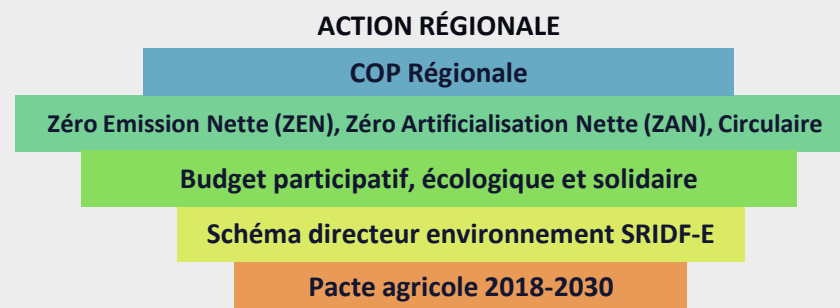 ACTION RÉGIONALE
COP Régionale
Zéro Emission Nette (ZEN), Zéro Artificialisation Nette (ZAN), Circulaire
Budget participatif, écologique et solidaire
Schéma directeur environnement SRIDF-E
Pacte agricole 2018-2030